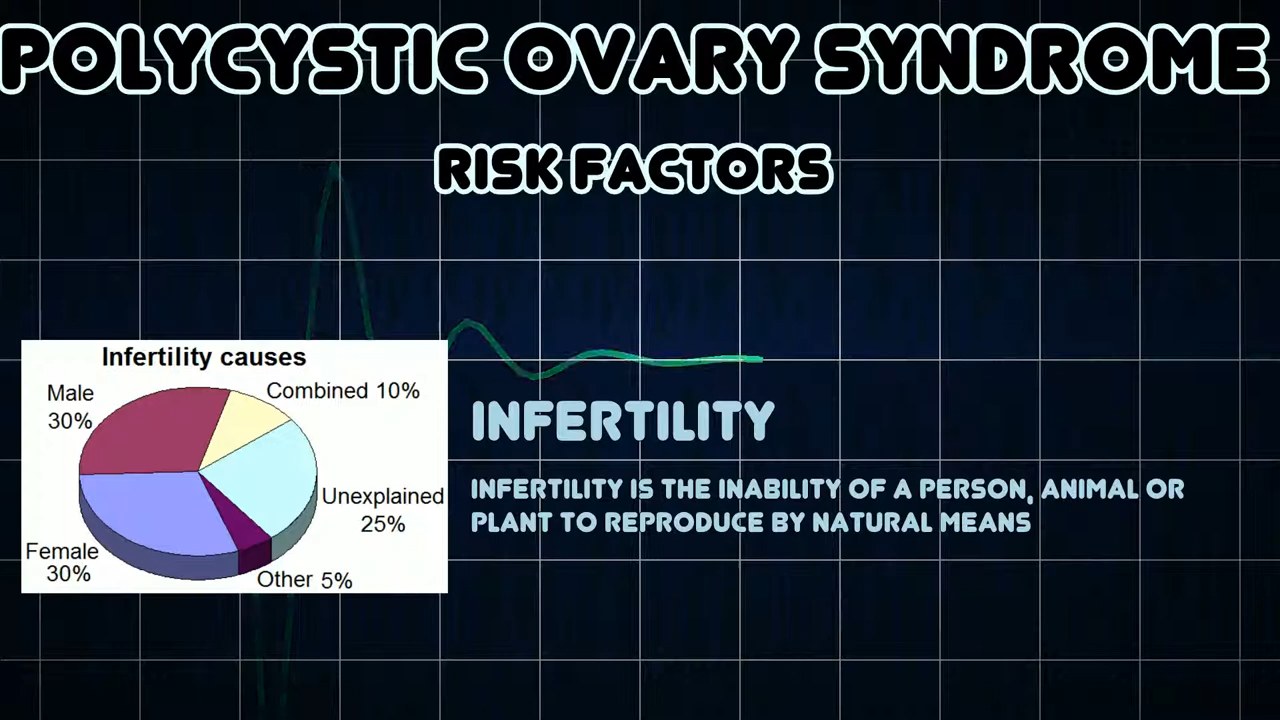 POLYCYSTIC OVARY SYNDROME
RISK FACTORS
Infertility causes
Male
30%
Combined 10%
Unexplained
25%
Female
30%
Other 5%
INFERTILITY
INFERTILITY IS THE INABILITY OF A PERSON, ANIMAL OR
PLANT TO REPRODUCE BY NATURAL MEANS